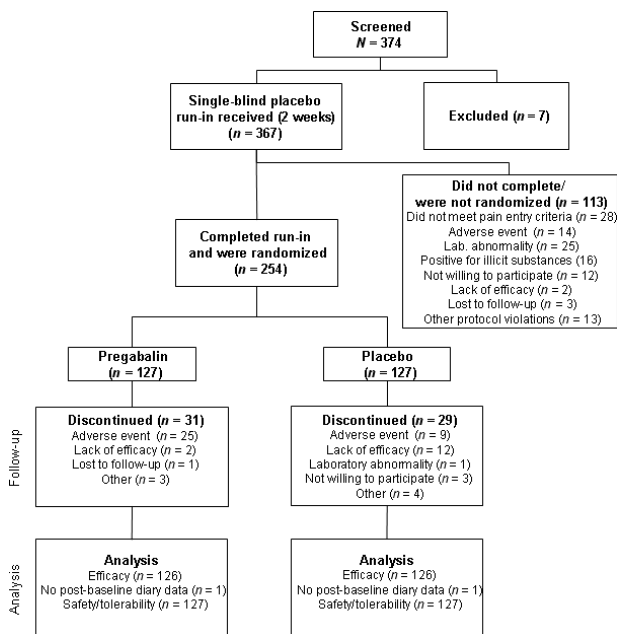 Screened
N = 374
Single-blind placebo
run-in received (2 weeks)
(n = 367)
Excluded (n = 7)
Did not complete/
were not randomized (n = 113)
Did not meet pain entry criteria (n = 28)
Adverse event (n = 14)
Lab. abnormality (n = 25)
Positive for illicit substances (16)
Not willing to participate (n = 12)
Lack of efficacy (n = 2)
Lost to follow-up (n = 3)
Other protocol violations (n = 13)
Completed run-in
and were randomized
(n = 254)
Pregabalin
(n = 127)
Placebo
(n = 127)
Follow-up
Discontinued (n = 31)
Adverse event (n = 25)
Lack of efficacy (n = 2)
Lost to follow-up (n = 1)
Other (n = 3)
Discontinued (n = 29)
Adverse event (n = 9)
Lack of efficacy (n = 12)
Laboratory abnormality (n = 1)
Not willing to participate (n = 3)
Other (n = 4)
Analysis
Analysis
Efficacy (n = 126)
No post-baseline diary data (n = 1)
Safety/tolerability (n = 127)
Analysis
Efficacy (n = 126)
No post-baseline diary data (n = 1)
Safety/tolerability (n = 127)